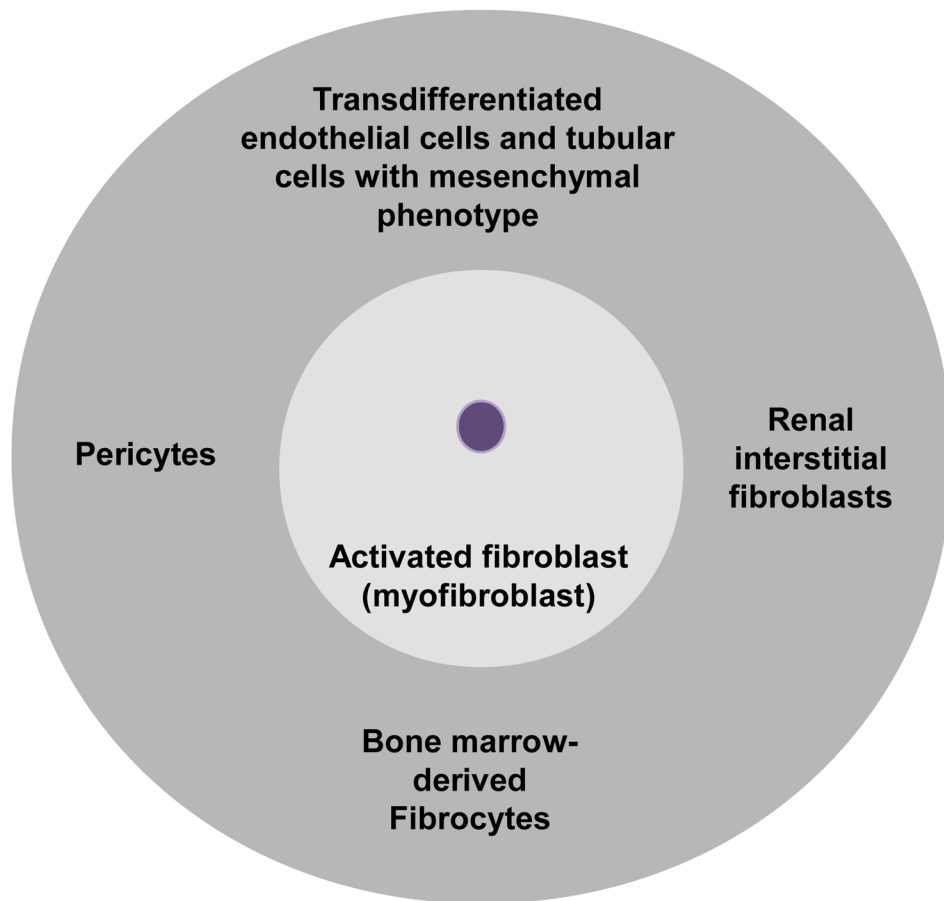 Transdifferentiated
endothelial cells and tubular
cells with mesenchymal
phenotype
Pericytes
Renal
interstitial
fibroblasts
Activated fibroblast
(myofibroblast)
Bone marrow-
derived
Fibrocytes